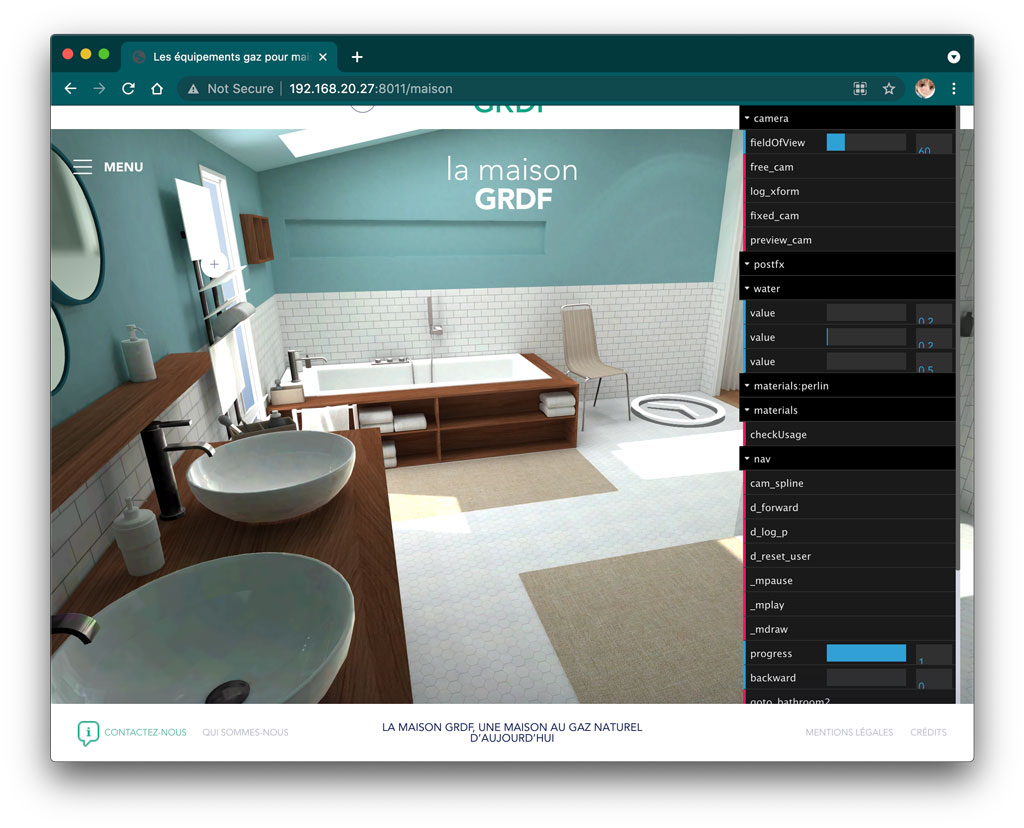 Les équipements gaz pour mai
Not Secure
192.168.20.27:8011/maison
GRDF
MENU
la maison
GRDF
camera
fieldOfView
60
free_cam
log_xform
fixed_cam
preview_cam
postfx
water
value
0.2
value
0.2
value
0.5
materials:perlin
materials
checkUsage
nav
cam_spline
d_forward
d_log_p
d_reset_user
_mpause
_mplay
_mdraw
progress
1
backward
0
goto_bathroom2
CONTACTEZ-NOUS
QUI SOMMES-NOUS
LA MAISON GRDF, UNE MAISON AU GAZ NATUREL
D'AUJOURD'HUI
MENTIONS LÉGALES
CRÉDITS